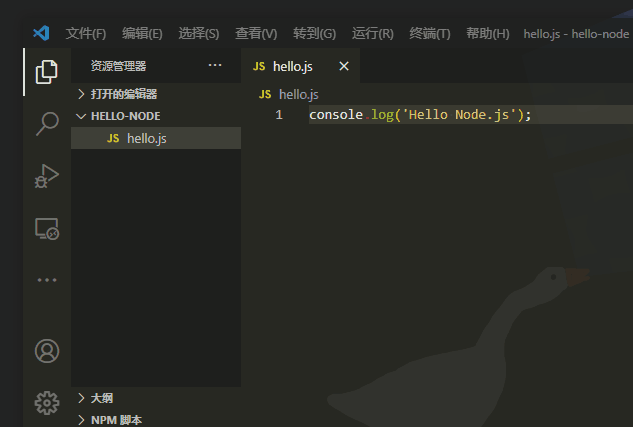 文件(F) 编辑(E) 选择(S) 查看(V) 转到(G) 运行(R) 终端(T) 帮助(H) hello.js - hello-node
资源管理器 ···
打开的编辑器
HELLO-NODE
JS hello.js
JS hello.js ×
JS hello.js
1 console.log('Hello Node.js');
大纲
NPM 脚本